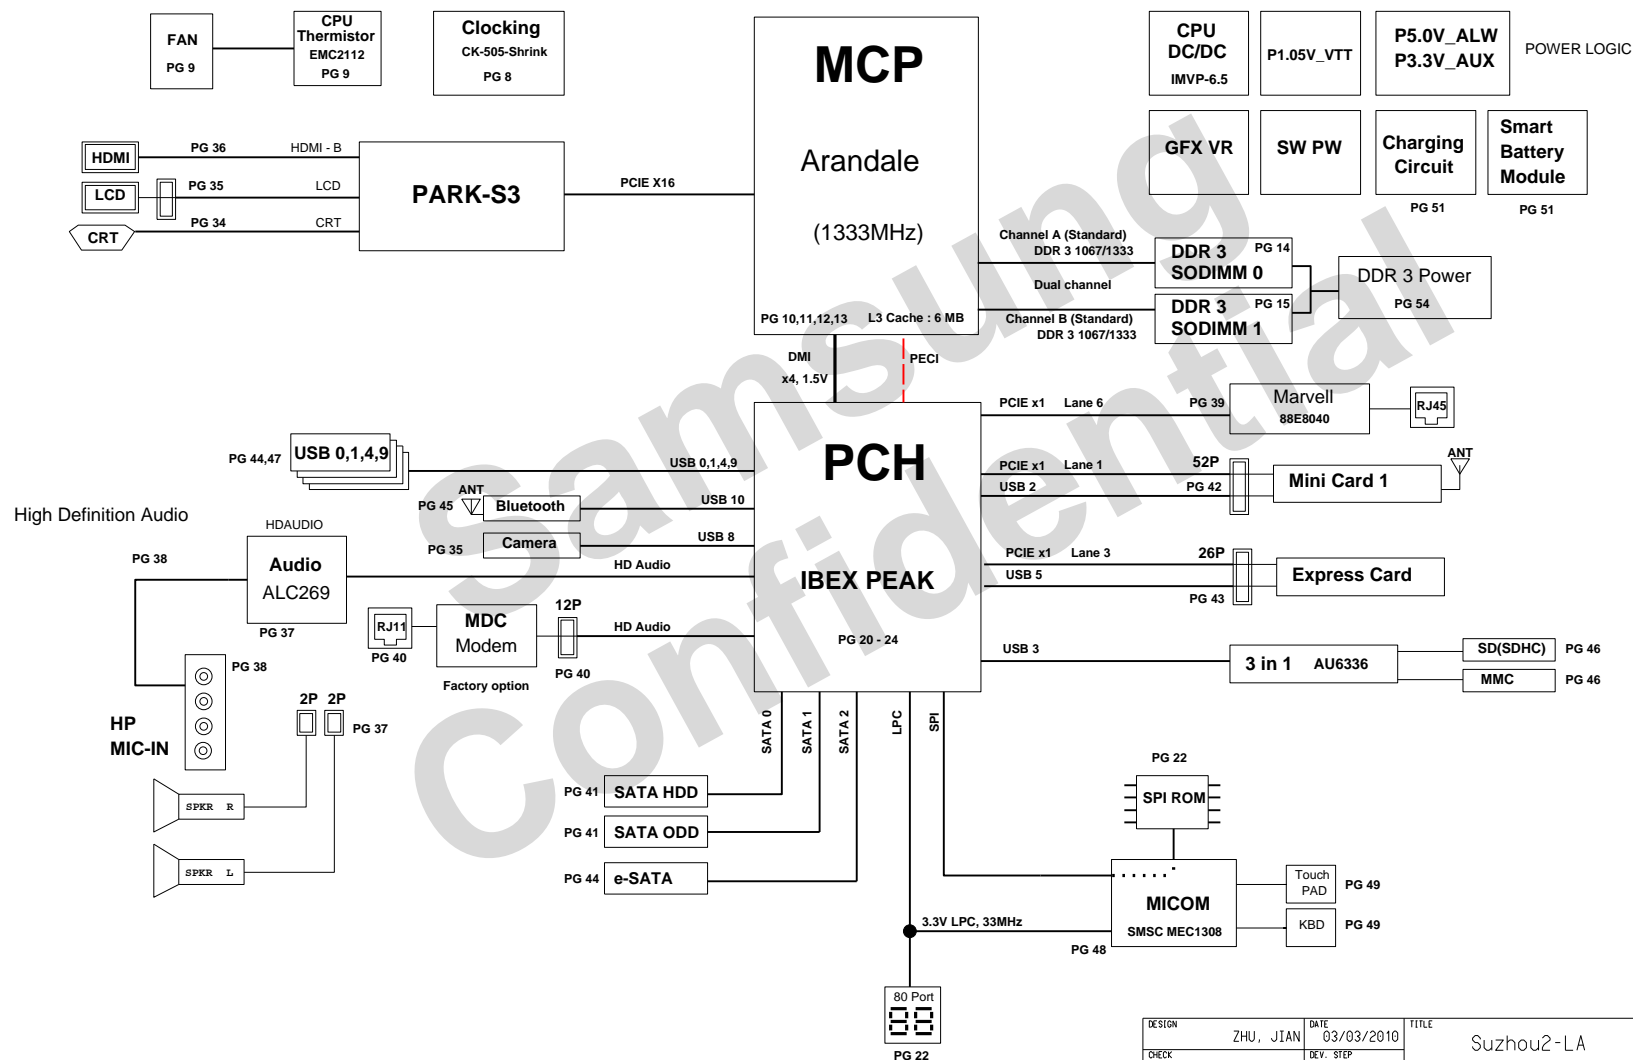 FAN
PG 9
CPU
Thermistor
EMC2112
PG 9
Clocking
CK-505-Shrink
PG 8
MCP
Arandale
(1333MHz)
PG 10,11,12,13
L3 Cache : 6 MB
CPU
DC/DC
IMVP-6.5
P1.05V_VTT
P5.0V_ALW
P3.3V_AUX
POWER LOGIC
GFX VR
SW PW
Charging
Circuit
PG 51
Smart
Battery
Module
PG 51
HDMI
PG 36
HDMI - B
LCD
PG 35
LCD
CRT
PG 34
CRT
PARK-S3
PCIE X16
Channel A (Standard)
DDR 3 1067/1333
Dual channel
Channel B (Standard)
DDR 3 1067/1333
DDR 3
PG 14
SODIMM 0
DDR 3
PG 15
SODIMM 1
DDR 3 Power
PG 54
DMI
x4, 1.5V
PECI
PCH
IBEX PEAK
PG 20 - 24
PG 44,47
USB 0,1,4,9
USB 0,1,4,9
ANT
PG 45
Bluetooth
USB 10
PG 35
Camera
USB 8
High Definition Audio
HDAUDIO
PG 38
Audio
ALC269
PG 37
HD Audio
RJ11
PG 40
MDC
Modem
Factory option
12P
PG 40
HD Audio
PG 38
HP
MIC-IN
2P
2P
PG 37
SPKR R
SPKR L
PCIE x1
Lane 6
PG 39
Marvell
88E8040
RJ45
PCIE x1
Lane 1
52P
USB 2
PG 42
Mini Card 1
ANT
PCIE x1
Lane 3
26P
USB 5
PG 43
Express Card
USB 3
3 in 1
AU6336
SD(SDHC)
PG 46
MMC
PG 46
SATA 0
SATA 1
SATA 2
LPC
SPI
PG 41
SATA HDD
PG 41
SATA ODD
PG 44
e-SATA
PG 22
SPI ROM
MICOM
SMSC MEC1308
PG 48
3.3V LPC, 33MHz
Touch
PAD
PG 49
KBD
PG 49
80 Port
88
PG 22
Samsung
Confidential
DESIGN
ZHU, JIAN
DATE
03/03/2010
TITLE
Suzhou2-LA
CHECK
DEV. STEP